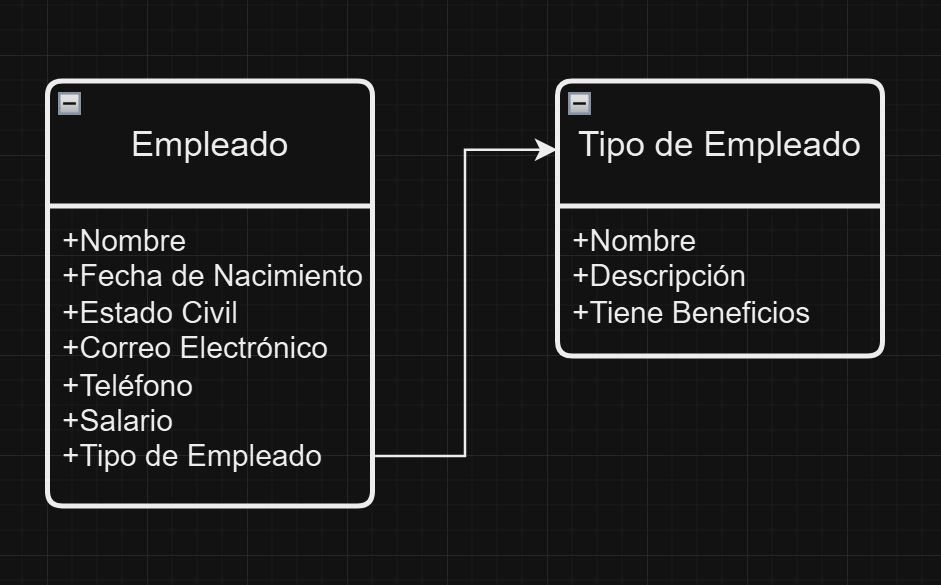 Empleado
+Nombre
+Fecha de Nacimiento
+Estado Civil
+Correo Electrónico
+Teléfono
+Salario
+Tipo de Empleado
Tipo de Empleado
+Nombre
+Descripción
+Tiene Beneficios